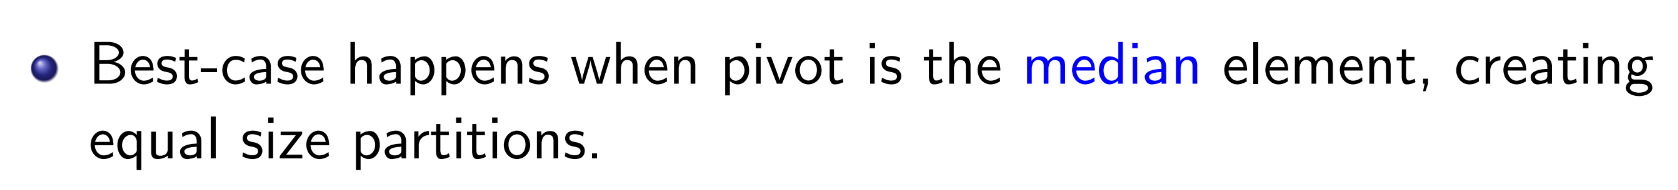 Best-case happens when pivot is the median element, creating
equal size partitions.